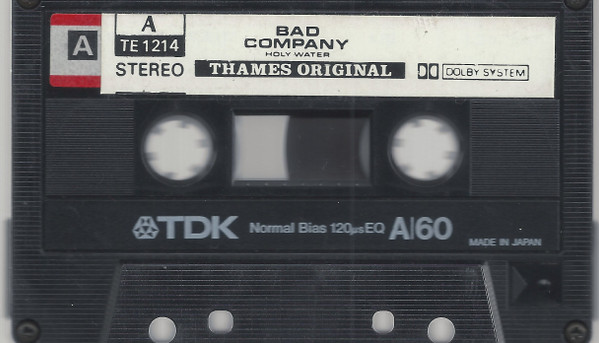 A
A
TE 1214
STEREO
BAD
COMPANY
HOLY WATER
THAMES ORIGINAL
DOLBY SYSTEM
TDK Normal Bias 120µs EQ A/60
MADE IN JAPAN